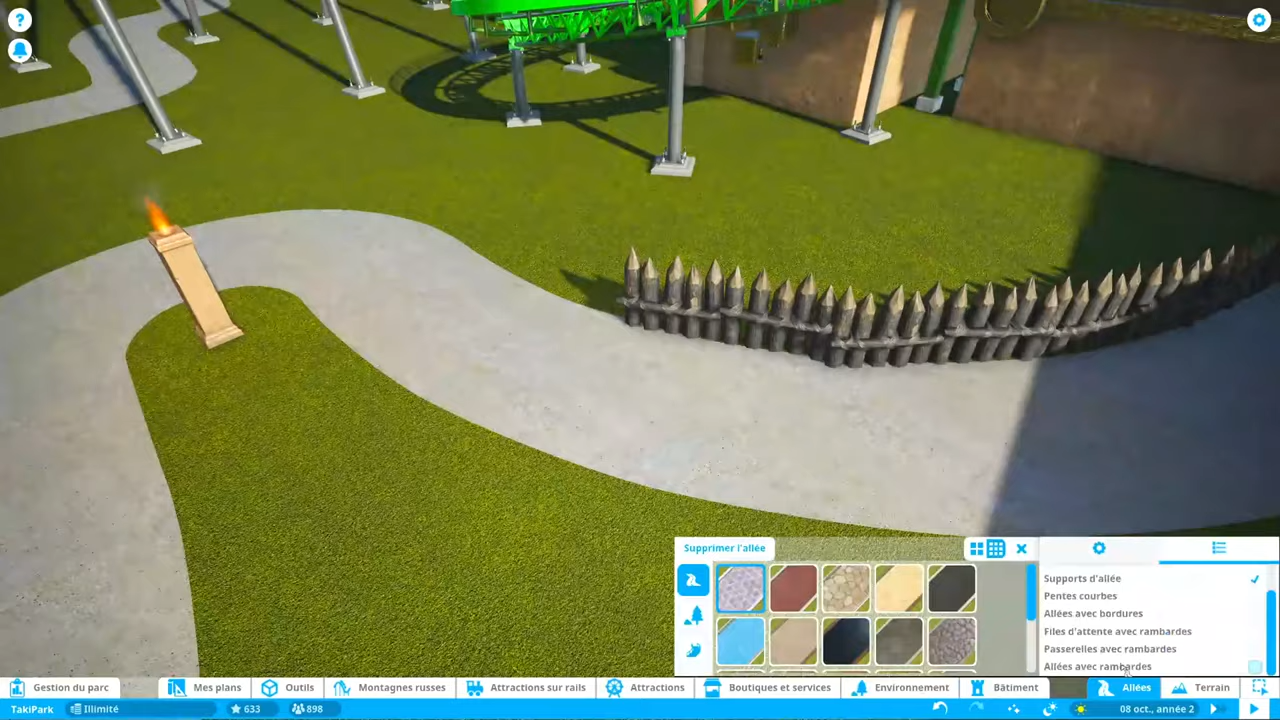 ?
Supprimer l'allée
Supports d'allée
Pentes courbes
Allées avec bordures
Files d'attente avec rambardes
Passerelles avec rambardes
Allées avec rambardes
Gestion du parc
Mes plans
Outils
Montagnes russes
Attractions sur rails
Attractions
Boutiques et services
Environnement
Bâtiment
Allées
Terrain
TakiPark
Illimité
633
898
08 oct., année 2